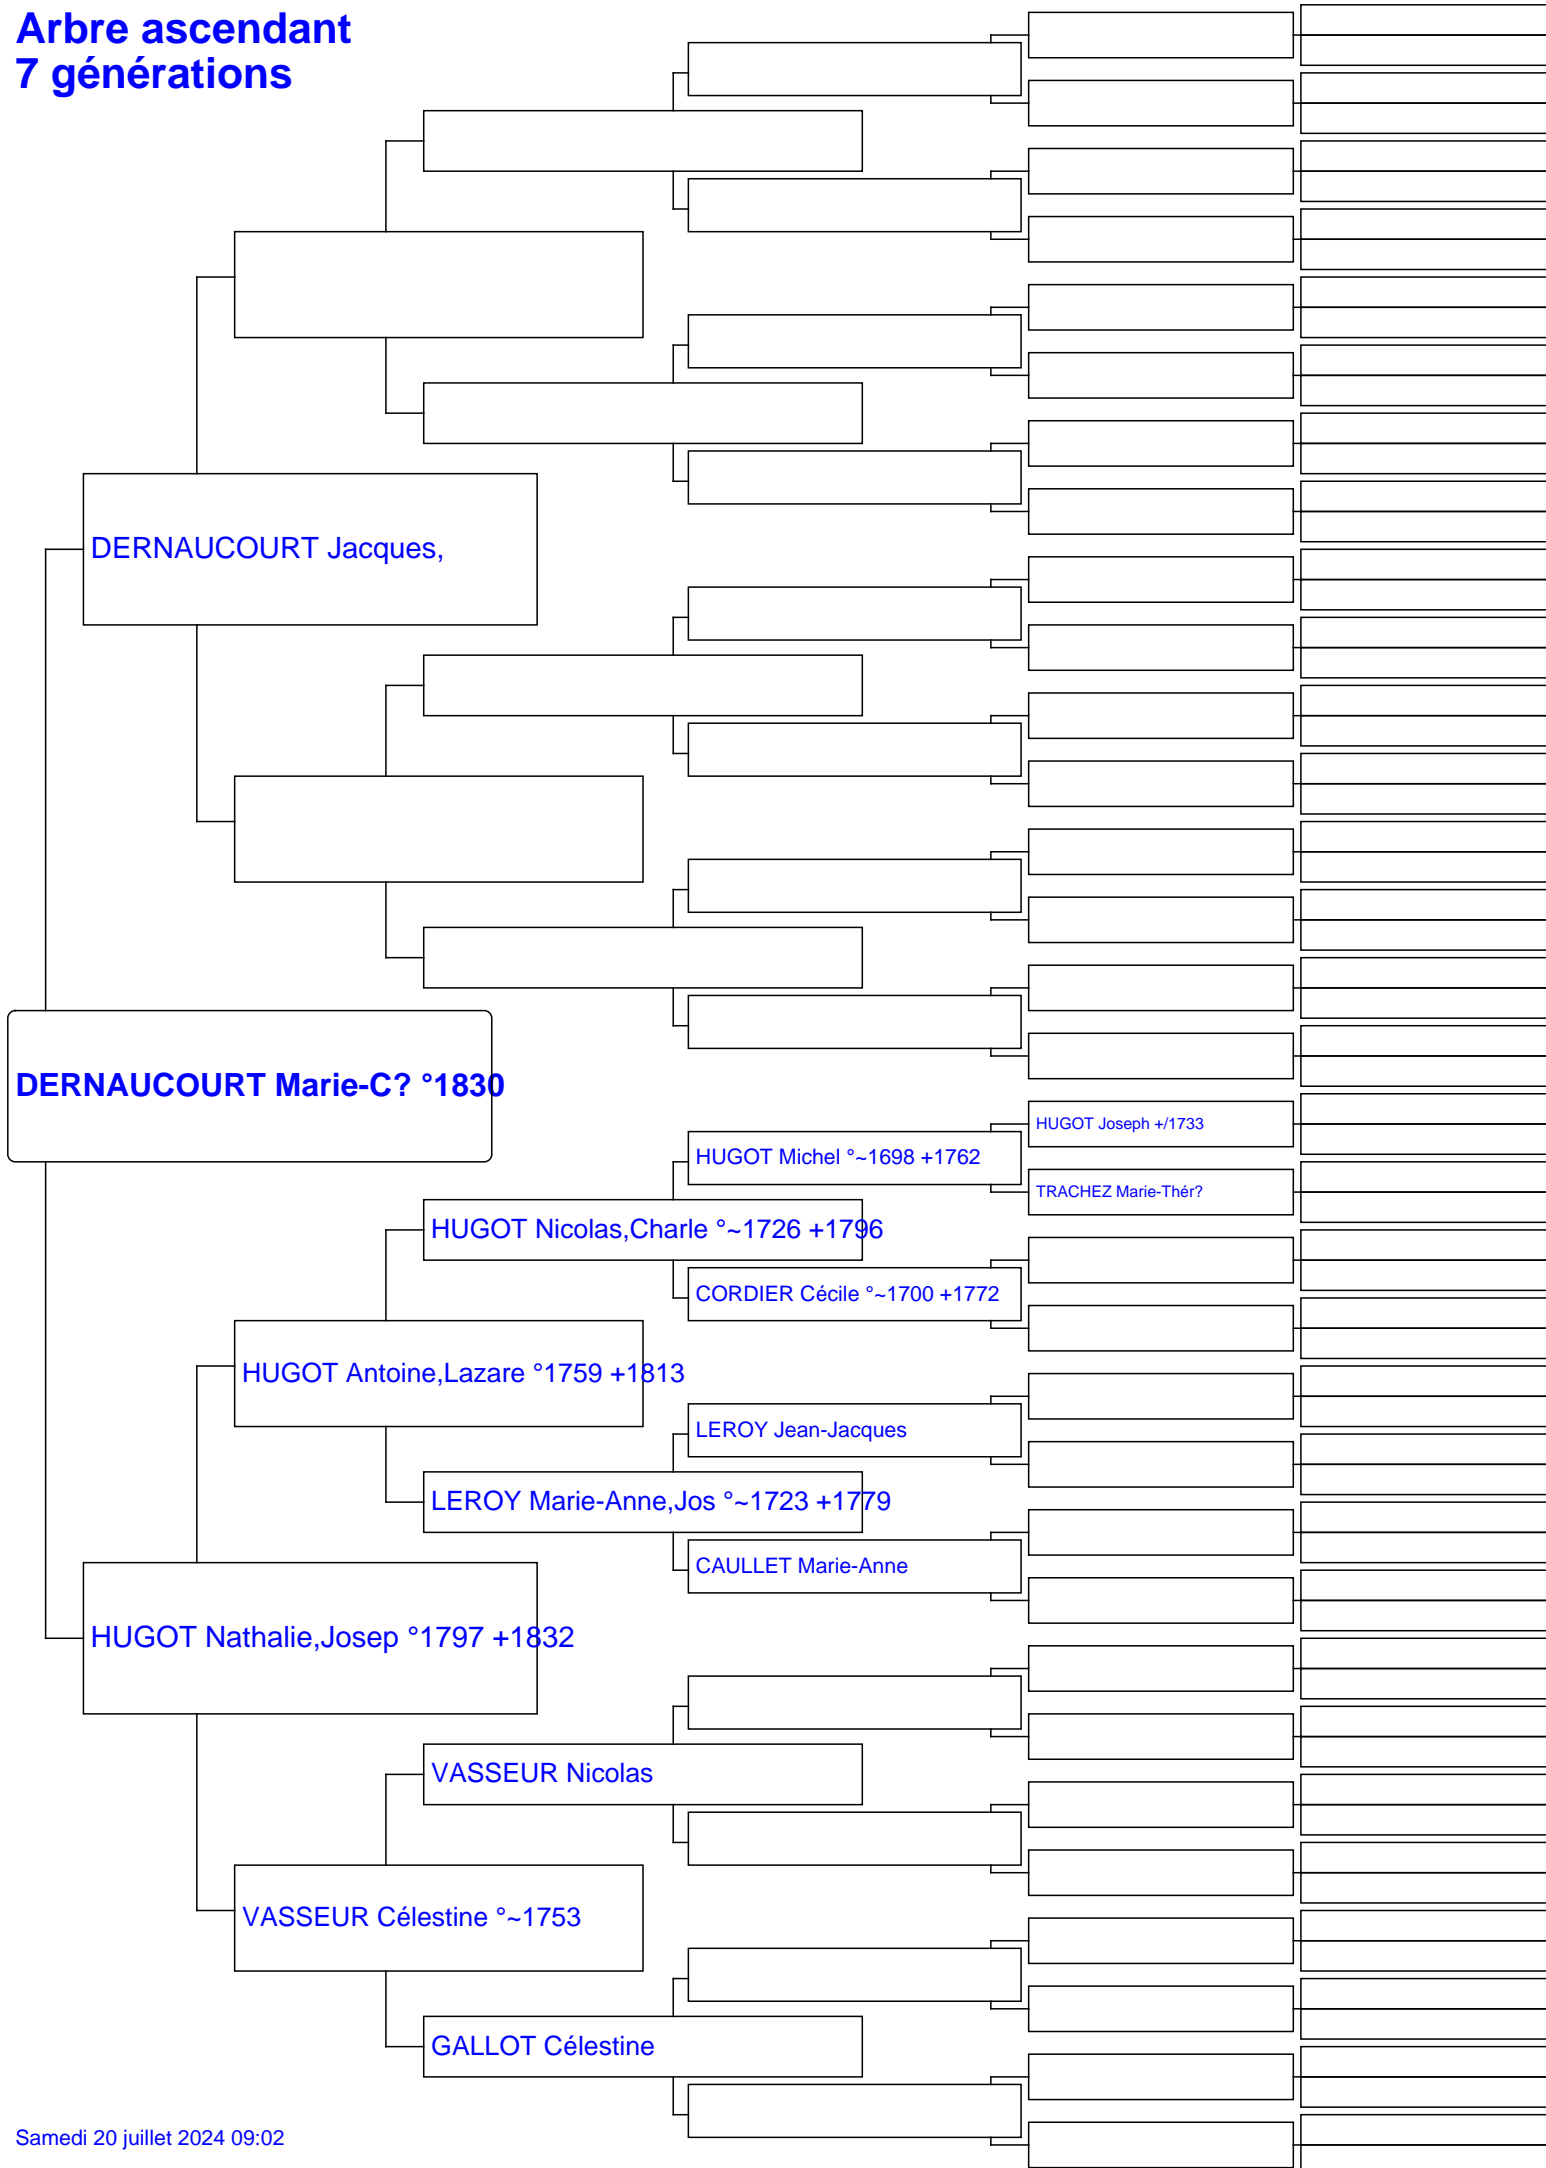 Arbre ascendant
7 générations
DERNAUCOURT Jacques,
DERNAUCOURT Marie-C? °1830
HUGOT Joseph +/1733
HUGOT Michel °~1698 +1762
TRACHEZ Marie-Thér?
HUGOT Nicolas,Charle °~1726 +1796
CORDIER Cécile °~1700 +1772
HUGOT Antoine,Lazare °1759 +1813
LEROY Jean-Jacques
LEROY Marie-Anne,Jos °~1723 +1779
CAULLET Marie-Anne
HUGOT Nathalie,Josep °1797 +1832
VASSEUR Nicolas
VASSEUR Célestine °~1753
GALLOT Célestine
Samedi 20 juillet 2024 09:02